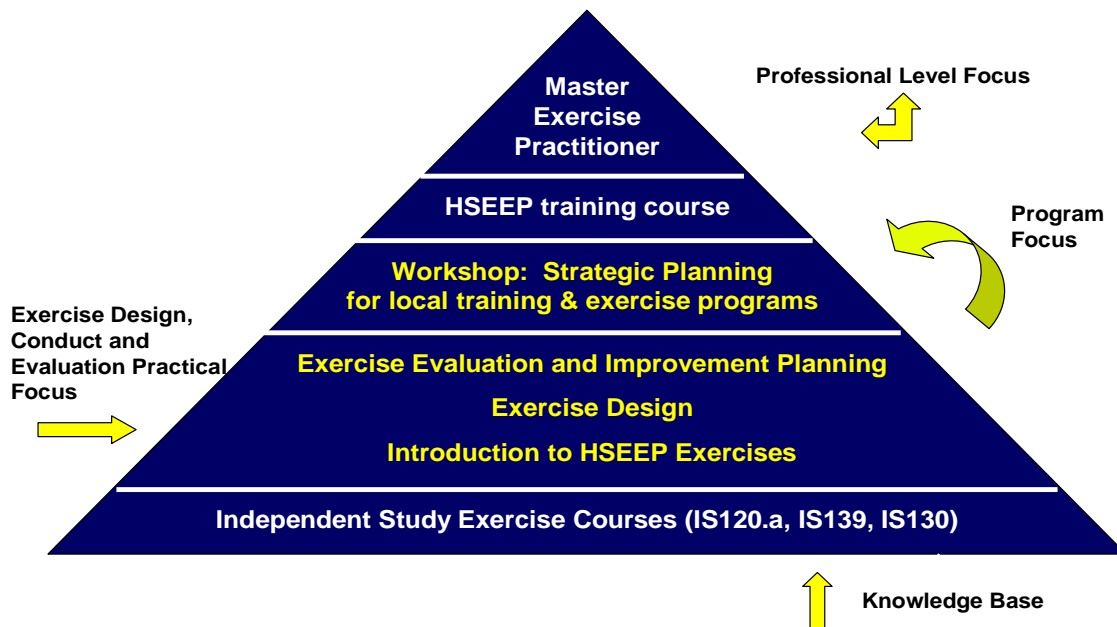 Master
Exercise
Practitioner
Professional Level Focus
HSEEP training course
Program
Focus
Workshop:  Strategic Planning
for local training & exercise programs
Exercise Design,
Conduct and
Evaluation Practical
Focus
Exercise Evaluation and Improvement Planning
Exercise Design
Introduction to HSEEP Exercises
Independent Study Exercise Courses (IS120.a, IS139, IS130)
Knowledge Base